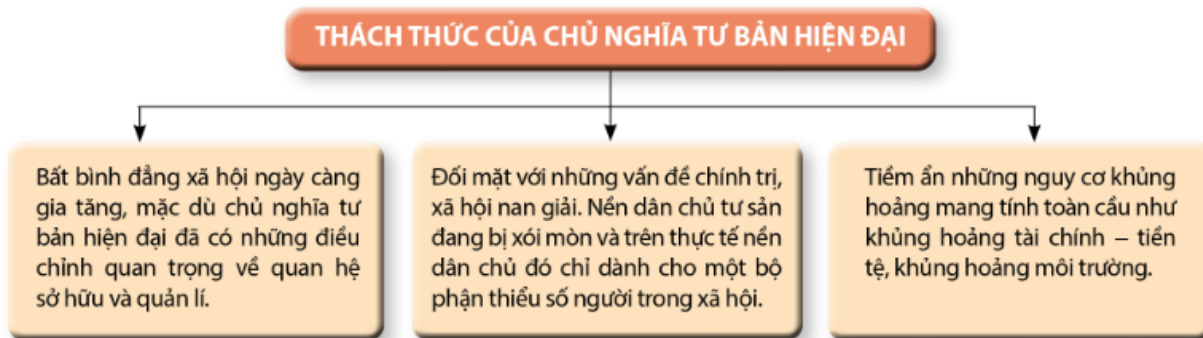 THÁCH THỨC CỦA CHỦ NGHĨA TƯ BẢN HIỆN ĐẠI
Bất bình đẳng xã hội ngày càng
gia tăng, mặc dù chủ nghĩa tư
bản hiện đại đã có những điều
chỉnh quan trọng về quan hệ
sở hữu và quản lí.
Đối mặt với những vấn đề chính trị,
xã hội nan giải. Nền dân chủ tư sản
đang bị xói mòn và trên thực tế nền
dân chủ đó chỉ dành cho một bộ
phận thiểu số người trong xã hội.
Tiềm ẩn những nguy cơ khủng
hoảng mang tính toàn cầu như
khủng hoảng tài chính – tiền
tệ, khủng hoảng môi trường.